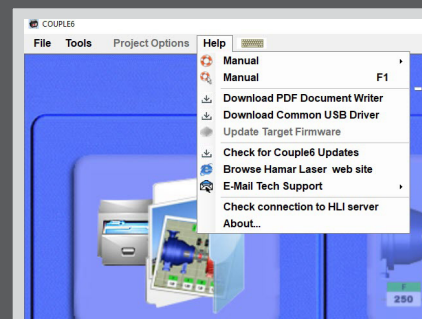 COUPLE6
File Tools Project Options Help
Manual
Manual F1
Download PDF Document Writer
Download Common USB Driver
Update Target Firmware
Check for Couple6 Updates
Browse Hamar Laser web site
E-Mail Tech Support
Check connection to HLI server
About...
F
250